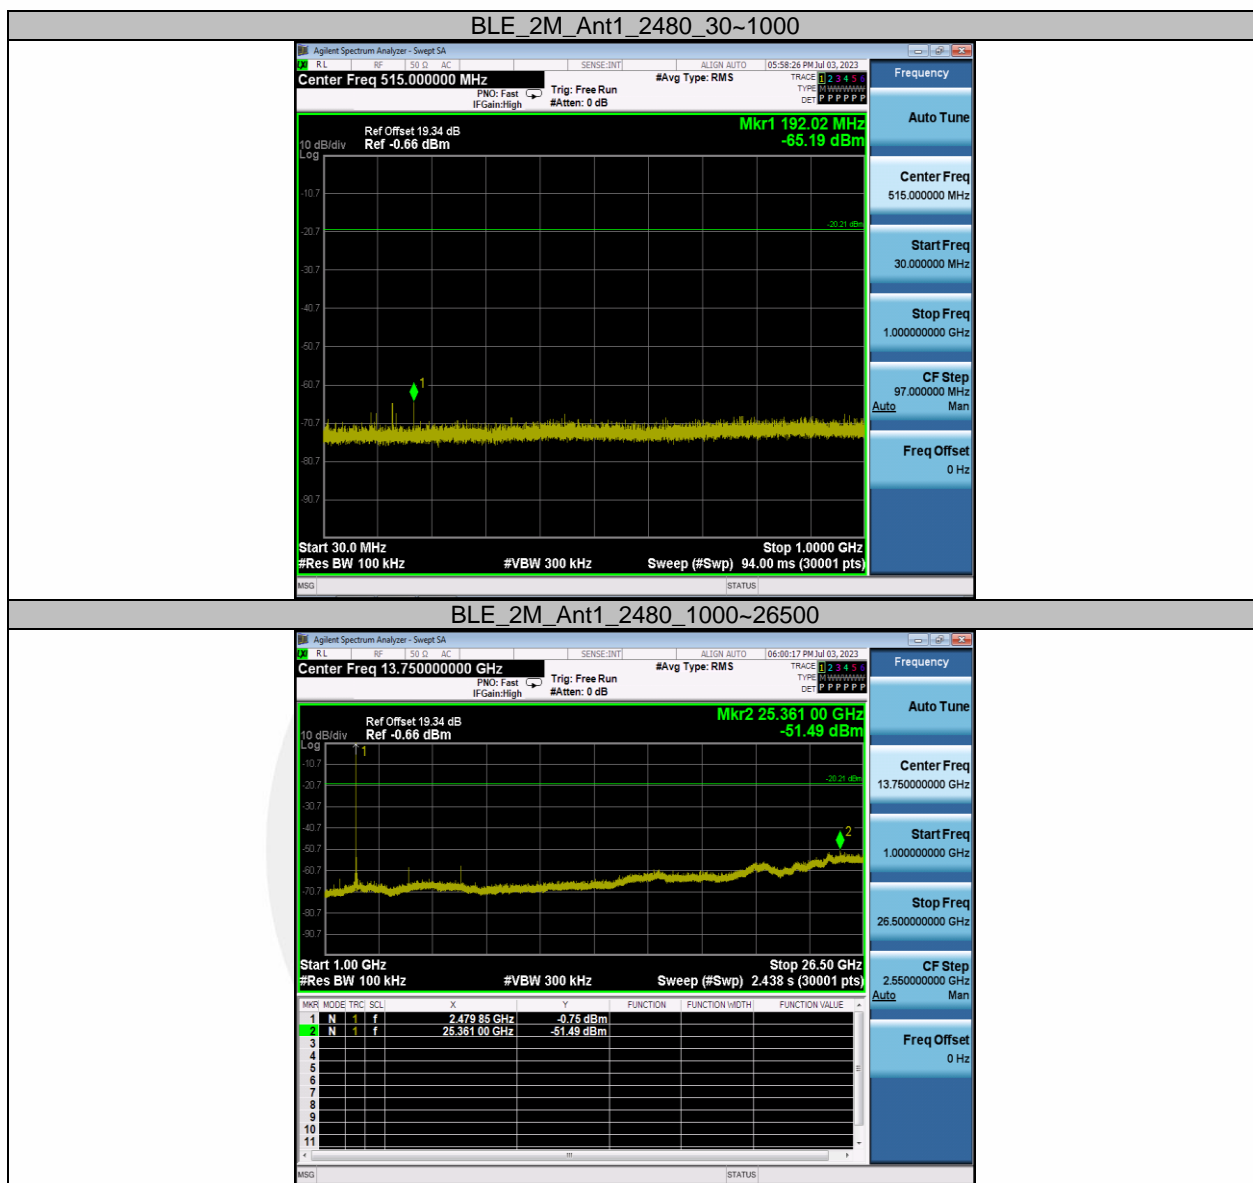 BLE_2M_Ant1_2480_30~1000
Agilent Spectrum Analyzer - Swept SA
RL RF 50 Ω AC SENSE:INT ALIGN AUTO 05:58:26 PM Jul 03, 2023
Center Freq 515.000000 MHz
PNO: Fast
IFGain:High
Trig: Free Run
#Atten: 0 dB
#Avg Type: RMS
TRACE 1 2 3 4 5 6
TYPE M WWWWW
DET P P P P P P
Frequency
Mkr1 192.02 MHz
-65.19 dBm
Ref Offset 19.34 dB
10 dB/div Ref -0.66 dBm
Log
-10.7
-20.7
-30.7
-40.7
-50.7
-60.7
-70.7
-80.7
-90.7
-20.21 dBm
1
Start 30.0 MHz Stop 1.0000 GHz
#Res BW 100 kHz #VBW 300 kHz Sweep (#Swp) 94.00 ms (30001 pts)
MSG STATUS
Auto Tune
Center Freq
515.000000 MHz
Start Freq
30.000000 MHz
Stop Freq
1.000000000 GHz
CF Step
97.000000 MHz
Auto Man
Freq Offset
0 Hz
BLE_2M_Ant1_2480_1000~26500
Agilent Spectrum Analyzer - Swept SA
RL RF 50 Ω AC SENSE:INT ALIGN AUTO 06:00:17 PM Jul 03, 2023
Center Freq 13.750000000 GHz
PNO: Fast
IFGain:High
Trig: Free Run
#Atten: 0 dB
#Avg Type: RMS
TRACE 1 2 3 4 5 6
TYPE M WWWWW
DET P P P P P P
Frequency
Mkr2 25.361 00 GHz
-51.49 dBm
Ref Offset 19.34 dB
10 dB/div Ref -0.66 dBm
Log
-10.7
-20.7
-30.7
-40.7
-50.7
-60.7
-70.7
-80.7
-90.7
-20.21 dBm
1
2
Start 1.00 GHz Stop 26.50 GHz
#Res BW 100 kHz #VBW 300 kHz Sweep (#Swp) 2.438 s (30001 pts)
MKR MODE TRC SCL X Y FUNCTION FUNCTION WIDTH FUNCTION VALUE
1 N 1 f 2.479 85 GHz -0.75 dBm
2 N 1 f 25.361 00 GHz -51.49 dBm
3
4
5
6
7
8
9
10
11
MSG STATUS
Auto Tune
Center Freq
13.750000000 GHz
Start Freq
1.000000000 GHz
Stop Freq
26.500000000 GHz
CF Step
2.550000000 GHz
Auto Man
Freq Offset
0 Hz